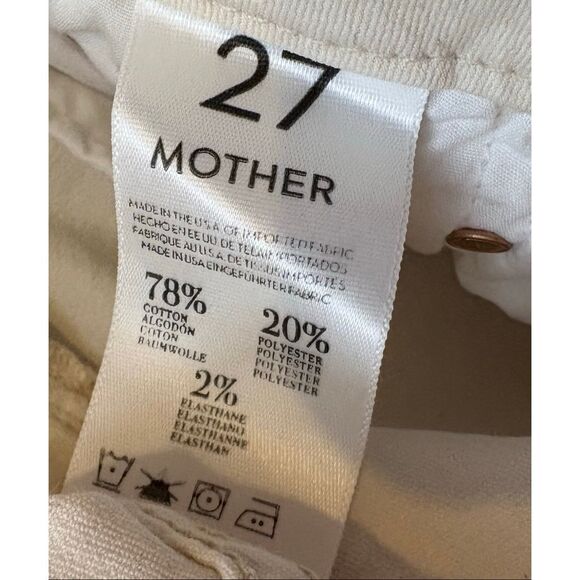 27
MOTHER
MADE IN THE U.S.A. OF IMPORTED FABRIC
HECHO EN EE UU DE TELA IMPORTADOS
FABRIQUE AU U.S.A. DE TISSUS IMPORTES
MADE IN USA EINGEFÜHRTER FABRIC
78%
COTTON
ALGODÓN
COTON
BAUMWOLLE
20%
POLYESTER
POLYESTER
POLYESTER
POLYESTER
2%
ELASTHANE
ELASTHANO
ELASTHANNE
ELASTHAN